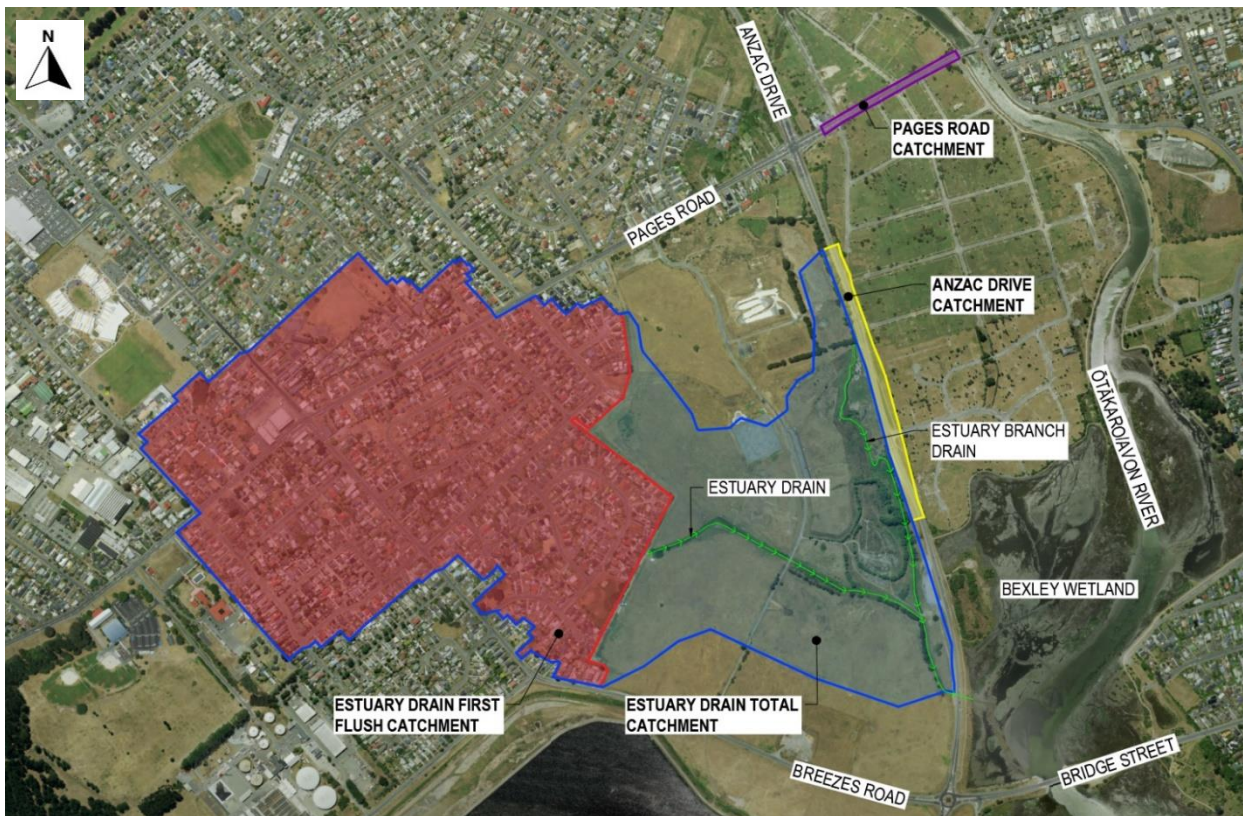 N
ANZAC DRIVE
PAGES ROAD
CATCHMENT
PAGES ROAD
ANZAC DRIVE
CATCHMENT
ŌTĀKARO/AVON RIVER
ESTUARY BRANCH
DRAIN
ESTUARY DRAIN
BEXLEY WETLAND
ESTUARY DRAIN FIRST
FLUSH CATCHMENT
ESTUARY DRAIN TOTAL
CATCHMENT
BREEZES ROAD
BRIDGE STREET